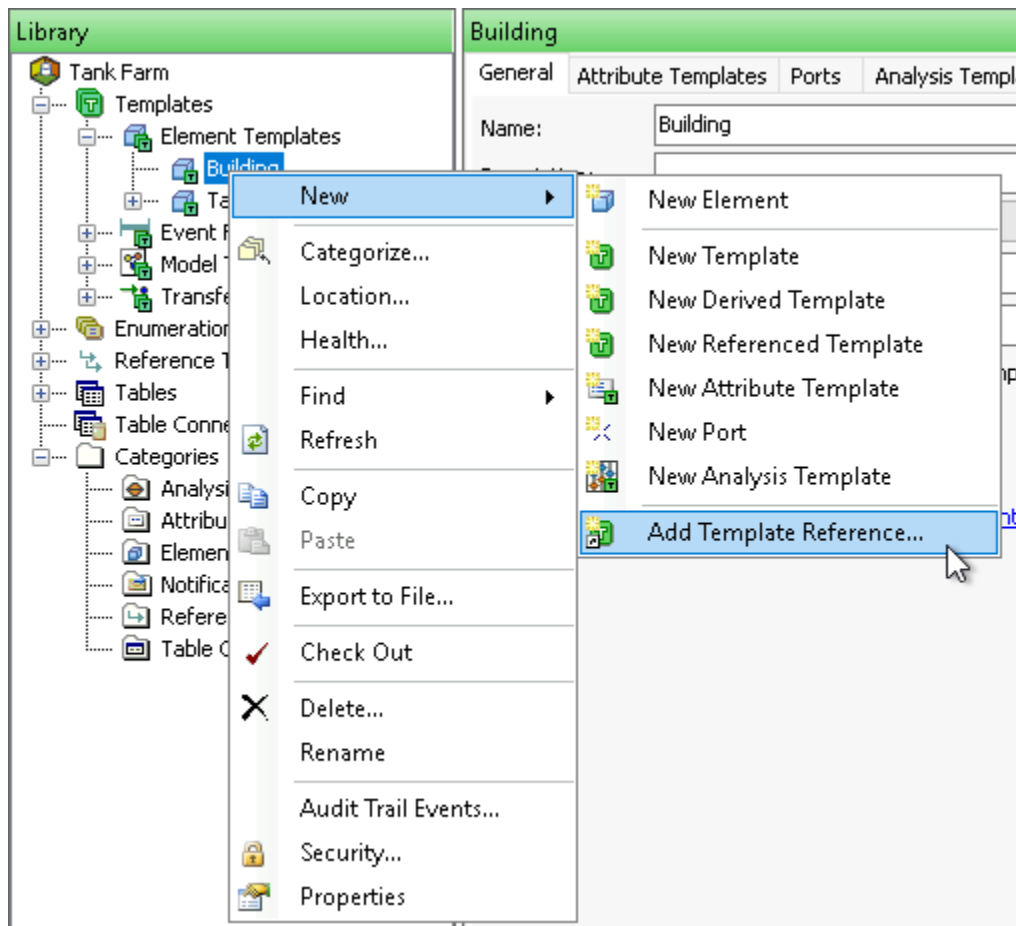 Library
Building
Tank Farm
Templates
Element Templates
Building
Ta
Event F
Model T
Transfe
Enumeration
Reference T
Tables
Table Conne
Categories
Analysi
Attribu
Elemen
Notifica
Refere
Table C
General Attribute Templates Ports Analysis Templ
Name: Building
New
Categorize...
Location...
Health...
Find
Refresh
Copy
Paste
Export to File...
Check Out
Delete...
Rename
Audit Trail Events...
Security...
Properties
New Element
New Template
New Derived Template
New Referenced Template
New Attribute Template
New Port
New Analysis Template
Add Template Reference...